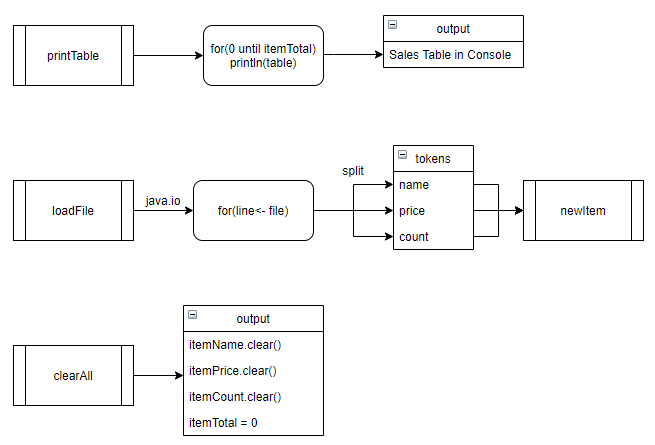 printTable
for(0 until itemTotal)
println(table)
output
Sales Table in Console
loadFile
java.io
for(line<- file)
split
tokens
name
price
count
newItem
clearAll
output
itemName.clear()
itemPrice.clear()
itemCount.clear()
itemTotal = 0